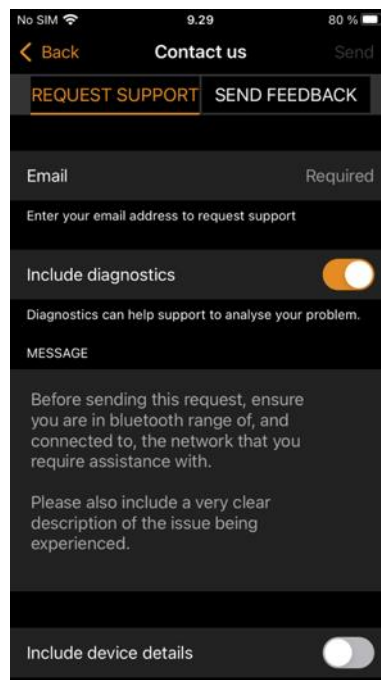 No SIM 9.29 80 %
Back Contact us Send
REQUEST SUPPORT SEND FEEDBACK
Email Required
Enter your email address to request support
Include diagnostics
Diagnostics can help support to analyse your problem.
MESSAGE
Before sending this request, ensure
you are in bluetooth range of, and
connected to, the network that you
require assistance with.
Please also include a very clear
description of the issue being
experienced.
Include device details